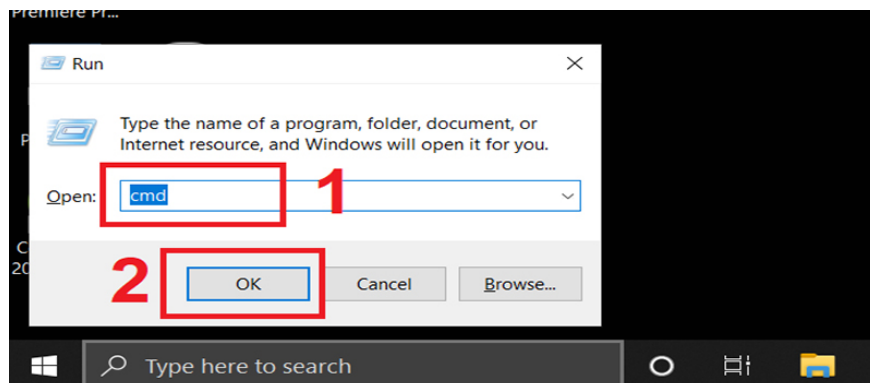 Premiere Pr...
Run
Type the name of a program, folder, document, or
Internet resource, and Windows will open it for you.
Open: cmd 1
2 OK Cancel Browse...
Type here to search